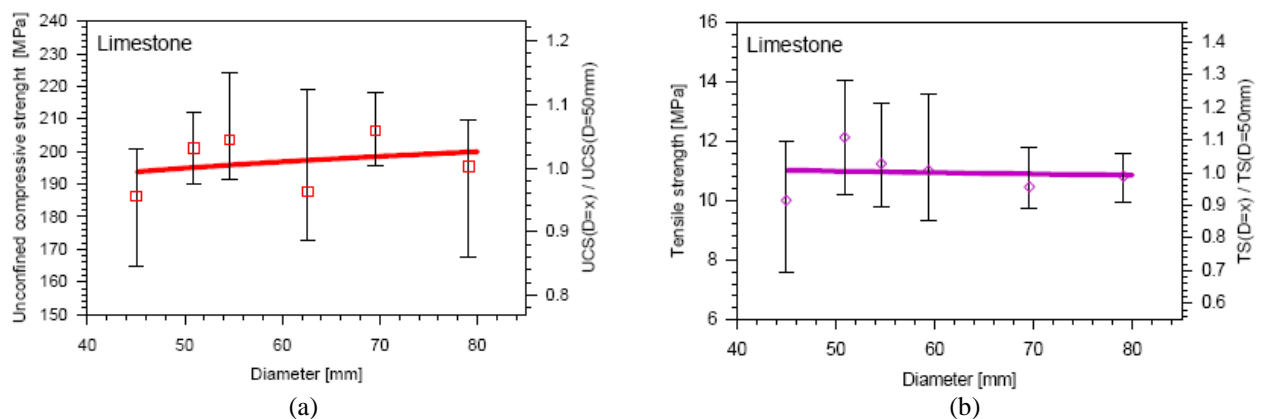 Unconfined compressive strenght [MPa]
240
230
220
210
200
190
180
170
160
150
Limestone
1.2
1.1
1.0
0.9
0.8
UCS(D=x) / UCS(D=50mm)
40 50 60 70 80
Diameter [mm]
(a)
Tensile strength [MPa]
16
14
12
10
8
6
Limestone
1.4
1.3
1.2
1.1
1.0
0.9
0.8
0.7
0.6
TS(D=x) / TS(D=50mm)
40 50 60 70 80
Diameter [mm]
(b)